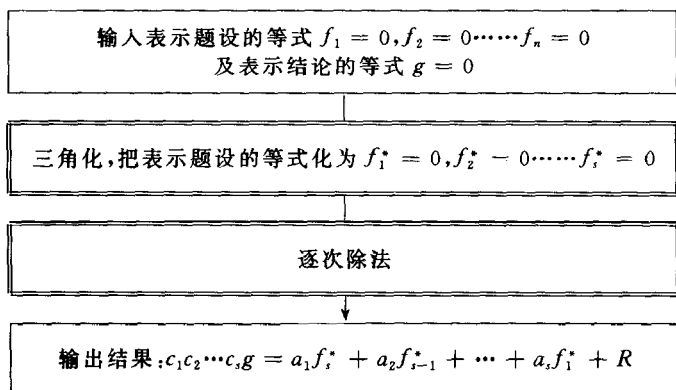 输入表示题设的等式 f₁ = 0, f₂ = 0……fₙ = 0
及表示结论的等式 g = 0
三角化,把表示题设的等式化为 f₁* = 0, f₂* − 0……fₛ* = 0
逐次除法
输出结果:c₁c₂⋯cₛg = a₁fₛ* + a₂fₛ₋₁* + ⋯ + aₛf₁* + R